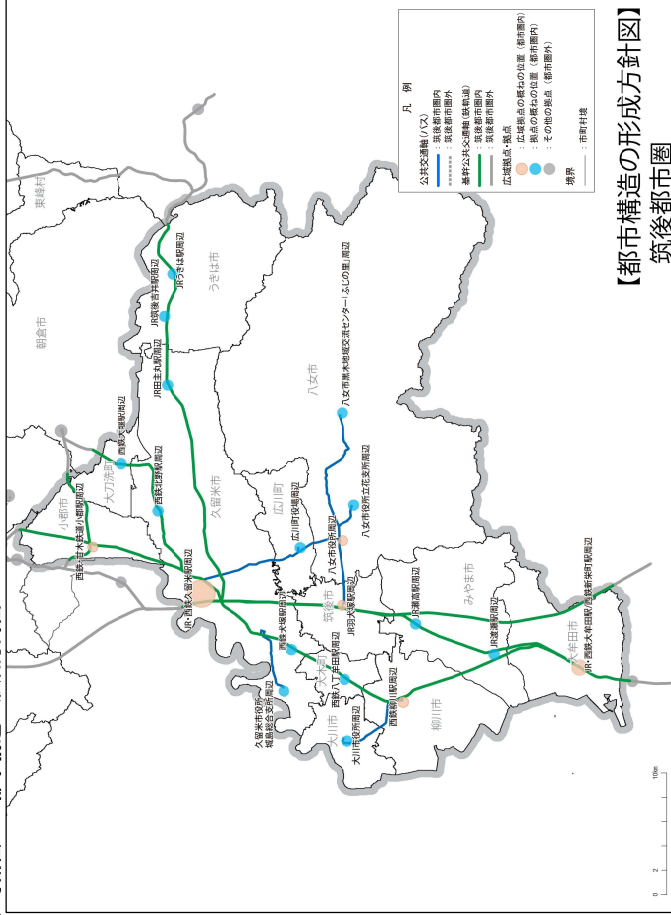 【都市構造の形成方針図】
筑後都市圏
凡 例
公共交通軸(バス)
：筑後都市圏内
：筑後都市圏外
基幹公共交通軸(鉄軌道)
：筑後都市圏内
：筑後都市圏外
広域拠点・拠点
：広域拠点の概ねの位置(都市圏内)
：拠点の概ねの位置(都市圏内)
：その他の拠点(都市圏外)
境界
：市町村境
東峰村
朝倉市
うきは市
JRうきは駅周辺
JR筑後吉井駅周辺
JR田主丸駅周辺
西鉄大堰駅周辺
大刀洗町
西鉄北野駅周辺
小郡市
西鉄・甘木鉄道小郡駅周辺
久留米市
JR・西鉄久留米駅周辺
八女市
八女市黒木地域交流センター「ふじの里」周辺
八女市役所立花支所周辺
広川町
広川町役場周辺
八女市役所周辺
筑後市
JR羽犬塚駅周辺
西鉄犬塚駅周辺
大木町
西鉄八丁牟田駅周辺
久留米市役所
城島総合支所周辺
大川市
大川市役所周辺
西鉄柳川駅周辺
柳川市
みやま市
JR瀬高駅周辺
JR渡瀬駅周辺
大牟田市
JR・西鉄大牟田駅/西鉄新栄町駅周辺
0 2 10km